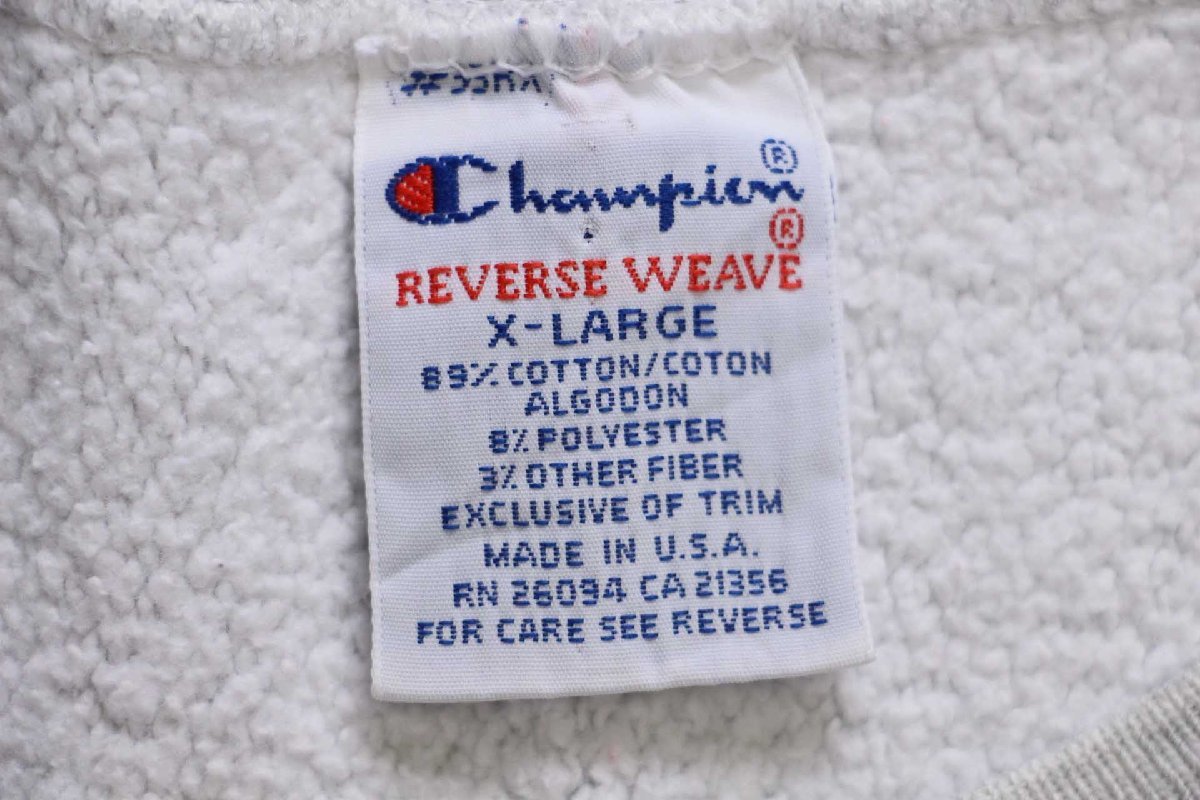 Champion®
®
REVERSE WEAVE
X-LARGE
89% COTTON/COTON
ALGODON
8% POLYESTER
3% OTHER FIBER
EXCLUSIVE OF TRIM
MADE IN U.S.A.
RN 26094 CA 21356
FOR CARE SEE REVERSE